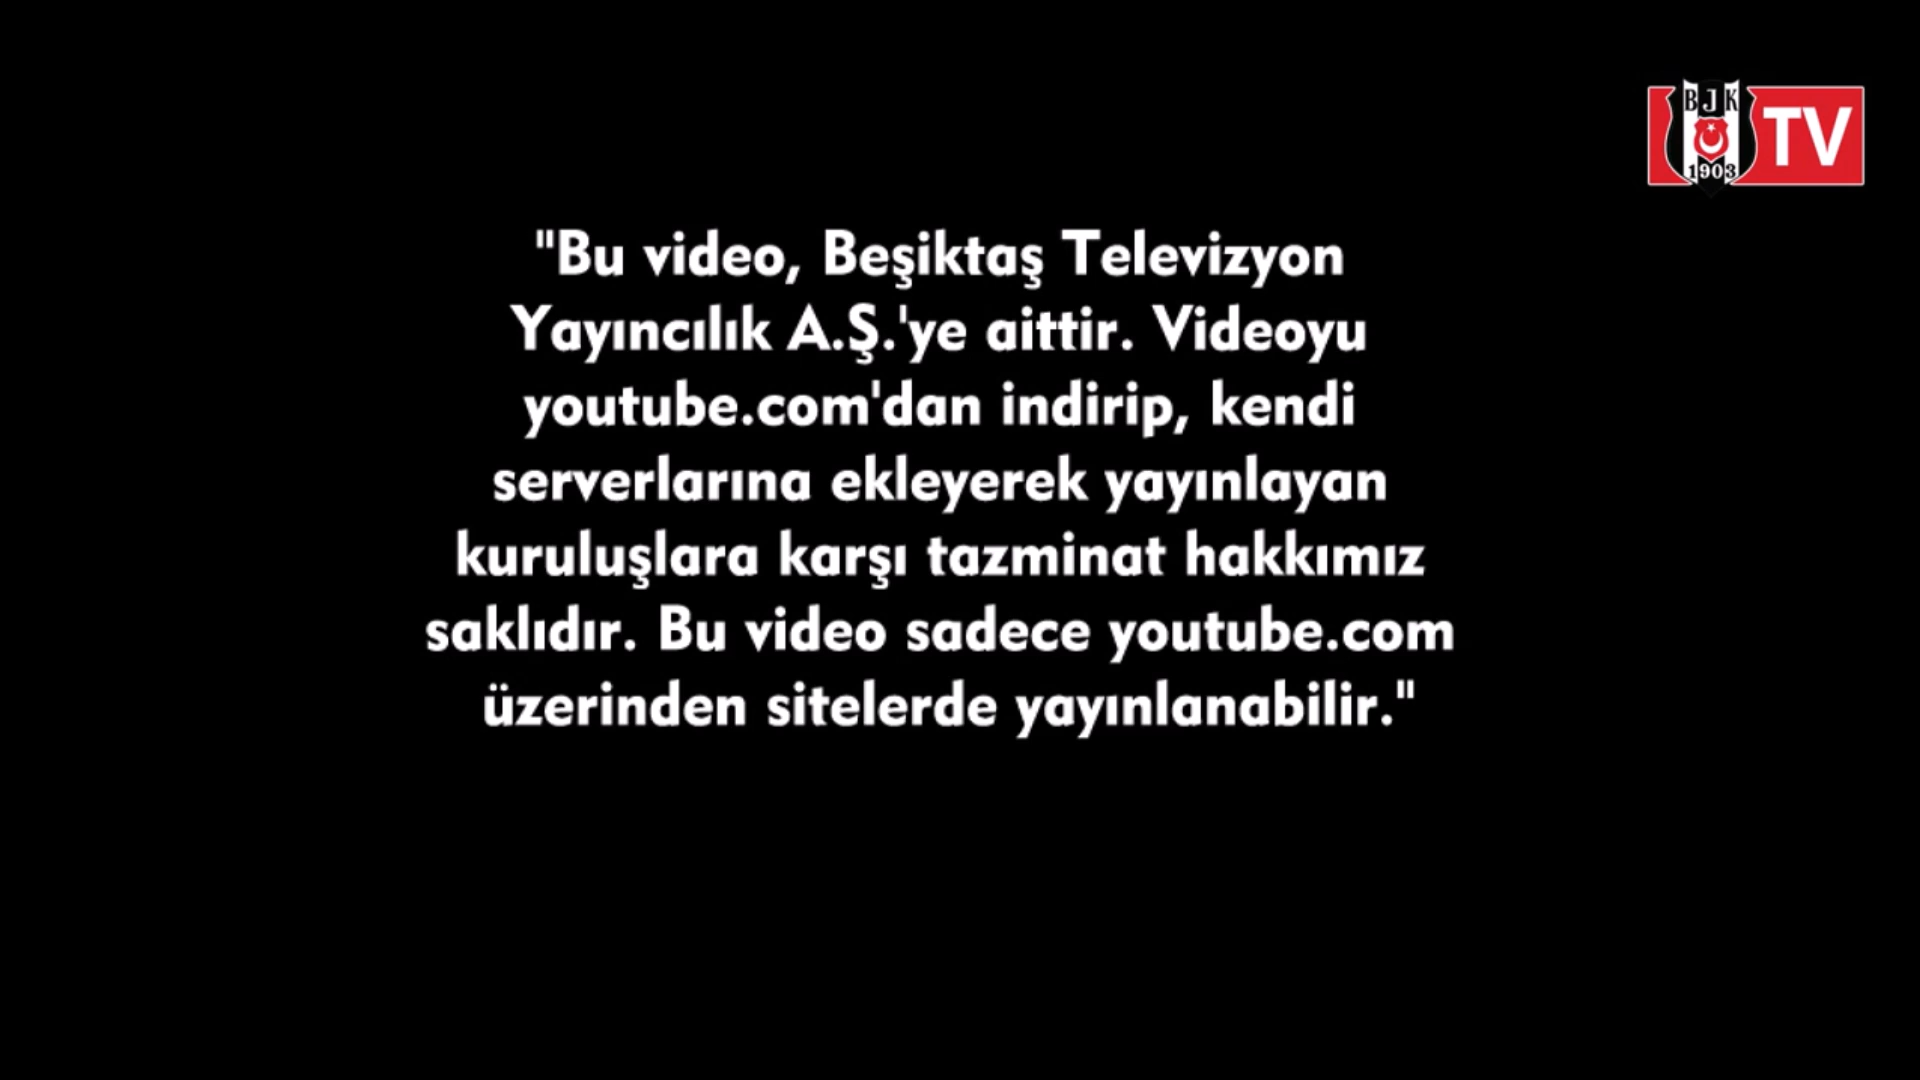 BJK
1903
TV
"Bu video, Beşiktaş Televizyon
Yayıncılık A.Ş.'ye aittir. Videoyu
youtube.com'dan indirip, kendi
serverlarına ekleyerek yayınlayan
kuruluşlara karşı tazminat hakkımız
saklıdır. Bu video sadece youtube.com
üzerinden sitelerde yayınlanabilir."